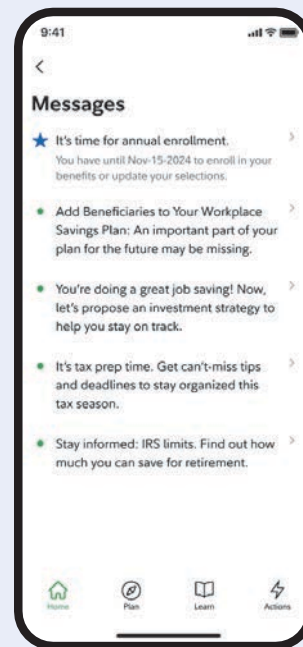 9:41
Messages
It's time for annual enrollment.
You have until Nov-15-2024 to enroll in your
benefits or update your selections.
Add Beneficiaries to Your Workplace
Savings Plan: An important part of your
plan for the future may be missing.
You're doing a great job saving! Now,
let's propose an investment strategy to
help you stay on track.
It's tax prep time. Get can't-miss tips
and deadlines to stay organized this
tax season.
Stay informed: IRS limits. Find out how
much you can save for retirement.
Home Plan Learn Actions